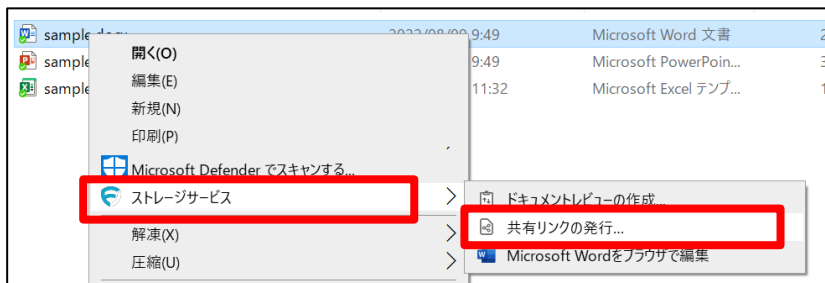 sample.docx 2022/08/09 9:49 Microsoft Word 文書 2
sample 9:49 Microsoft PowerPoin... 3
sample 11:32 Microsoft Excel テンプ... 1
開く(O)
編集(E)
新規(N)
印刷(P)
Microsoft Defender でスキャンする...
ストレージサービス
解凍(X)
圧縮(U)
ドキュメントレビューの作成...
共有リンクの発行...
Microsoft Wordをブラウザで編集